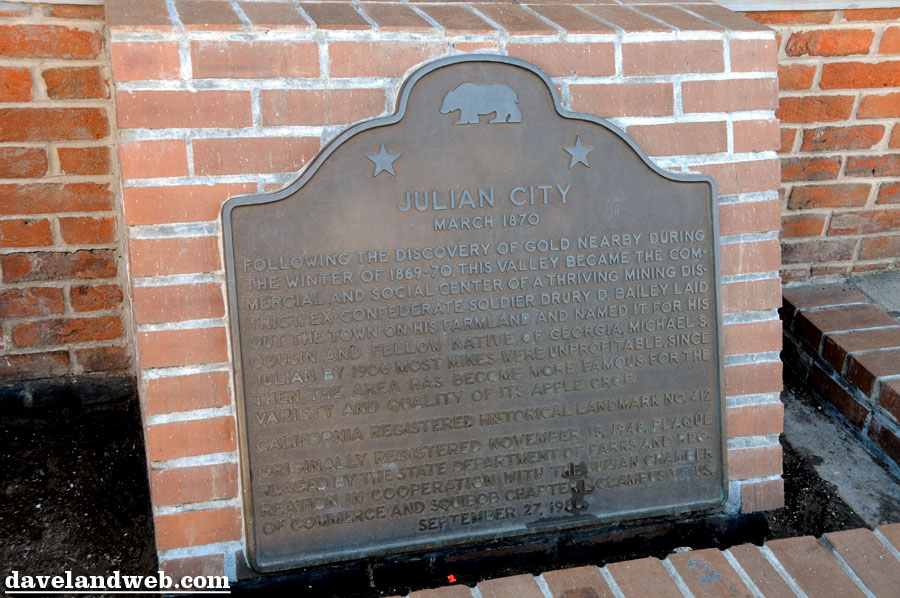 JULIAN CITY
MARCH 1870
FOLLOWING THE DISCOVERY OF GOLD NEARBY DURING
THE WINTER OF 1869-70, THIS VALLEY BECAME THE COM-
MERCIAL AND SOCIAL CENTER OF A THRIVING MINING DIS-
TRICT. EX-CONFEDERATE SOLDIER DRURY D. BAILEY LAID
OUT THE TOWN ON HIS FARMLAND AND NAMED IT FOR HIS
COUSIN AND FELLOW NATIVE OF GEORGIA, MICHAEL S.
JULIAN. BY 1906 MOST MINES WERE UNPROFITABLE. SINCE
THEN THE AREA HAS BECOME MORE FAMOUS FOR THE
VARIETY AND QUALITY OF ITS APPLE CROP.
CALIFORNIA REGISTERED HISTORICAL LANDMARK NO. 412
ORIGINALLY REGISTERED NOVEMBER 15, 1948. PLAQUE
PLACED BY THE STATE DEPARTMENT OF PARKS AND REC-
REATION IN COOPERATION WITH THE JULIAN CHAMBER
OF COMMERCE AND SQUIBOB CHAPTER, E CLAMPUS VITUS,
SEPTEMBER 27,
davelandweb.com